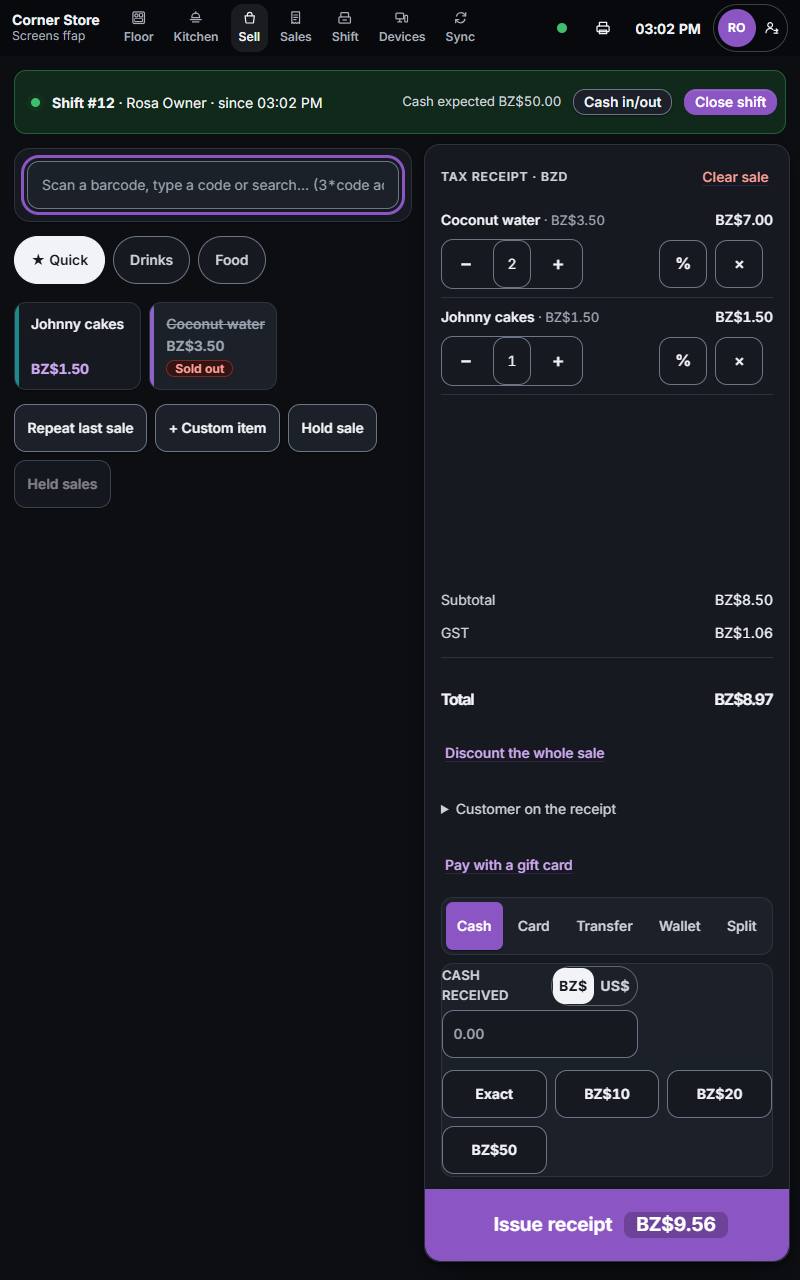 Corner Store
Screens ffap
Floor
Kitchen
Sell
Sales
Shift
Devices
Sync
03:02 PM
RO
Shift #12 · Rosa Owner · since 03:02 PM
Cash expected BZ$50.00
Cash in/out
Close shift
Scan a barcode, type a code or search... (3*code ad
★ Quick
Drinks
Food
Johnny cakes
BZ$1.50
Coconut water
BZ$3.50
Sold out
Repeat last sale
+ Custom item
Hold sale
Held sales
TAX RECEIPT · BZD
Clear sale
Coconut water · BZ$3.50
BZ$7.00
− 2 +
% ×
Johnny cakes · BZ$1.50
BZ$1.50
− 1 +
% ×
Subtotal
BZ$8.50
GST
BZ$1.06
Total
BZ$8.97
Discount the whole sale
▶ Customer on the receipt
Pay with a gift card
Cash
Card
Transfer
Wallet
Split
CASH
RECEIVED
BZ$
US$
0.00
Exact
BZ$10
BZ$20
BZ$50
Issue receipt BZ$9.56